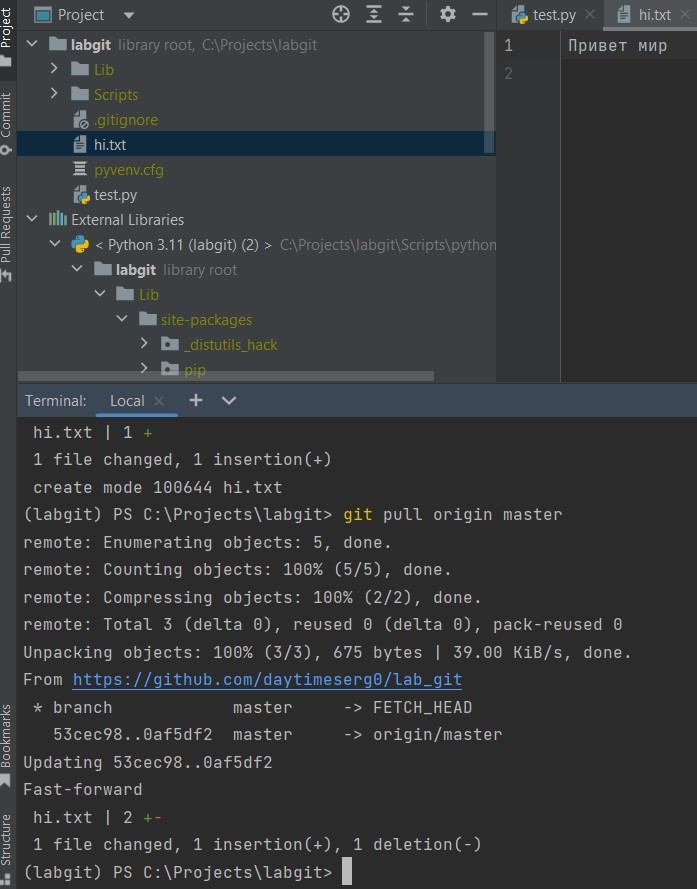 Project
test.py
hi.txt
labgit library root, C:\Projects\labgit
1 Привет мир
2
Lib
Scripts
.gitignore
hi.txt
pyvenv.cfg
test.py
External Libraries
< Python 3.11 (labgit) (2) > C:\Projects\labgit\Scripts\python
labgit library root
Lib
site-packages
_distutils_hack
pip
Project
Commit
Pull Requests
Bookmarks
Structure
Terminal: Local
hi.txt | 1 +
1 file changed, 1 insertion(+)
create mode 100644 hi.txt
(labgit) PS C:\Projects\labgit> git pull origin master
remote: Enumerating objects: 5, done.
remote: Counting objects: 100% (5/5), done.
remote: Compressing objects: 100% (2/2), done.
remote: Total 3 (delta 0), reused 0 (delta 0), pack-reused 0
Unpacking objects: 100% (3/3), 675 bytes | 39.00 KiB/s, done.
From https://github.com/daytimeserg0/lab_git
* branch master -> FETCH_HEAD
53cec98..0af5df2 master -> origin/master
Updating 53cec98..0af5df2
Fast-forward
hi.txt | 2 +-
1 file changed, 1 insertion(+), 1 deletion(-)
(labgit) PS C:\Projects\labgit>